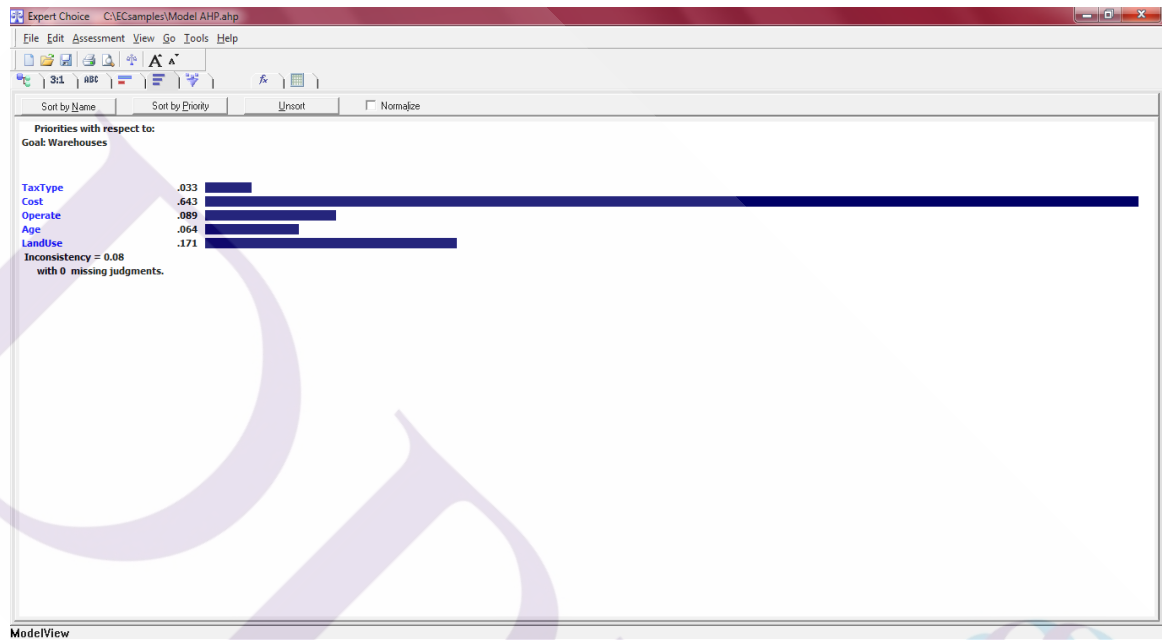 Expert Choice C:\ECsamples\Model AHP.ahp
File Edit Assessment View Go Tools Help
A A
3:1 ABC fx
Sort by Name Sort by Priority Unsort Normalize
Priorities with respect to:
Goal: Warehouses
TaxType .033
Cost .643
Operate .089
Age .064
LandUse .171
Inconsistency = 0.08
with 0 missing judgments.
ModelView